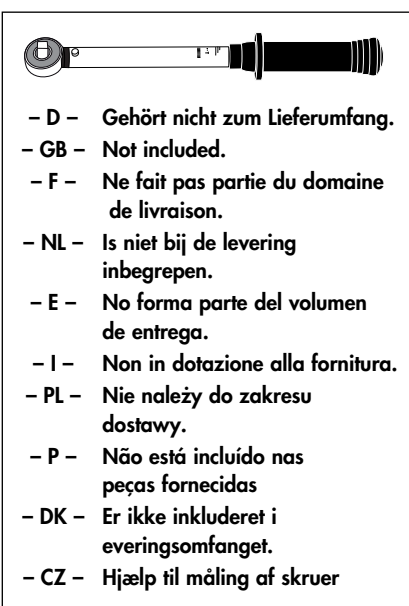 – D – Gehört nicht zum Lieferumfang.
– GB – Not included.
– F – Ne fait pas partie du domaine
de livraison.
– NL – Is niet bij de levering
inbegrepen.
– E – No forma parte del volumen
de entrega.
– I – Non in dotazione alla fornitura.
– PL – Nie należy do zakresu
dostawy.
– P – Não está incluído nas
peças fornecidas
– DK – Er ikke inkluderet i
everingsomfanget.
– CZ – Hjælp til måling af skruer